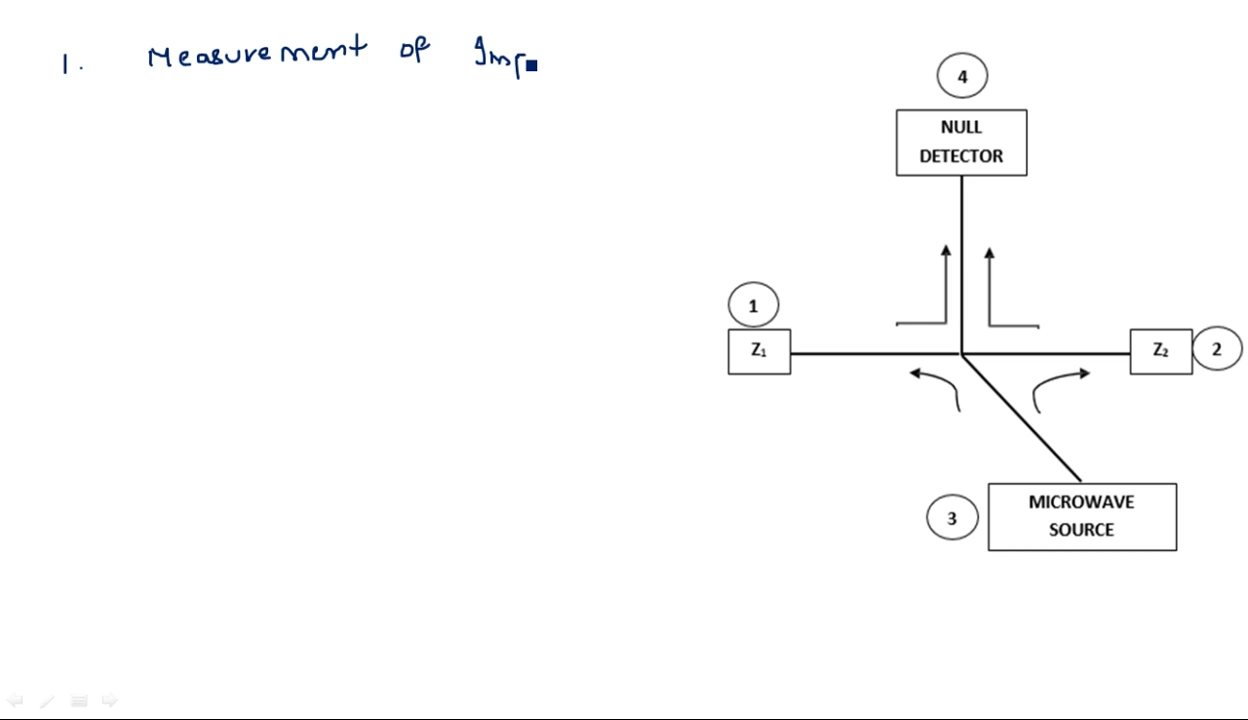 1. Measurement of Imp
4
NULL
DETECTOR
1
Z₁
Z₂
2
3
MICROWAVE
SOURCE